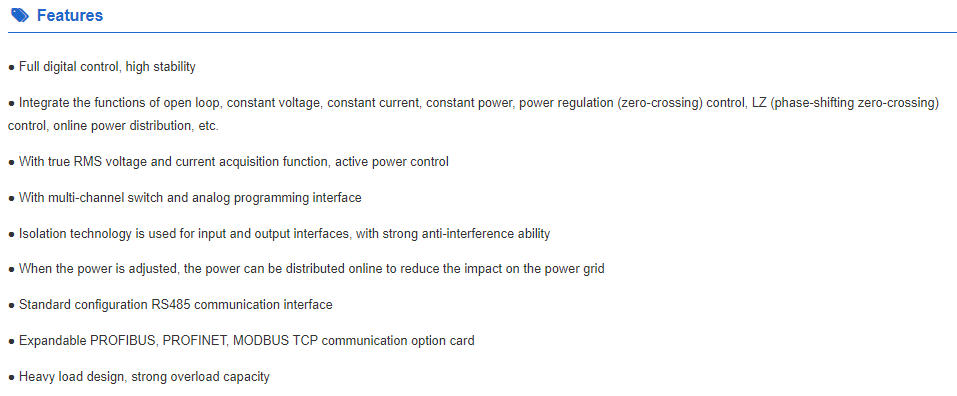 Features
● Full digital control, high stability
● Integrate the functions of open loop, constant voltage, constant current, constant power, power regulation (zero-crossing) control, LZ (phase-shifting zero-crossing)
control, online power distribution, etc.
● With true RMS voltage and current acquisition function, active power control
● With multi-channel switch and analog programming interface
● Isolation technology is used for input and output interfaces, with strong anti-interference ability
● When the power is adjusted, the power can be distributed online to reduce the impact on the power grid
● Standard configuration RS485 communication interface
● Expandable PROFIBUS, PROFINET, MODBUS TCP communication option card
● Heavy load design, strong overload capacity